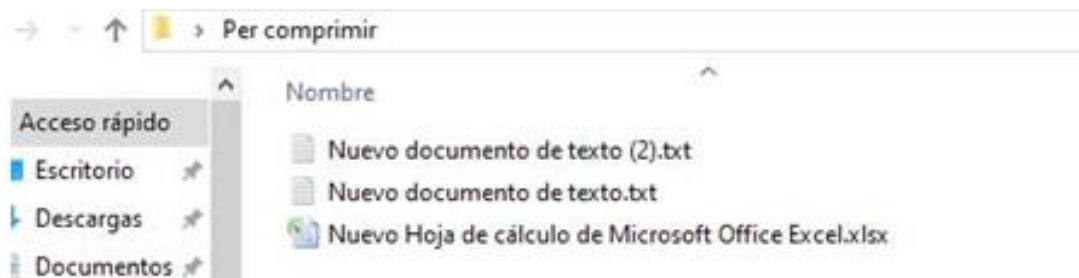 Per comprimir
Nombre
Acceso rápido
Escritorio
Descargas
Documentos
Nuevo documento de texto (2).txt
Nuevo documento de texto.txt
Nuevo Hoja de cálculo de Microsoft Office Excel.xlsx